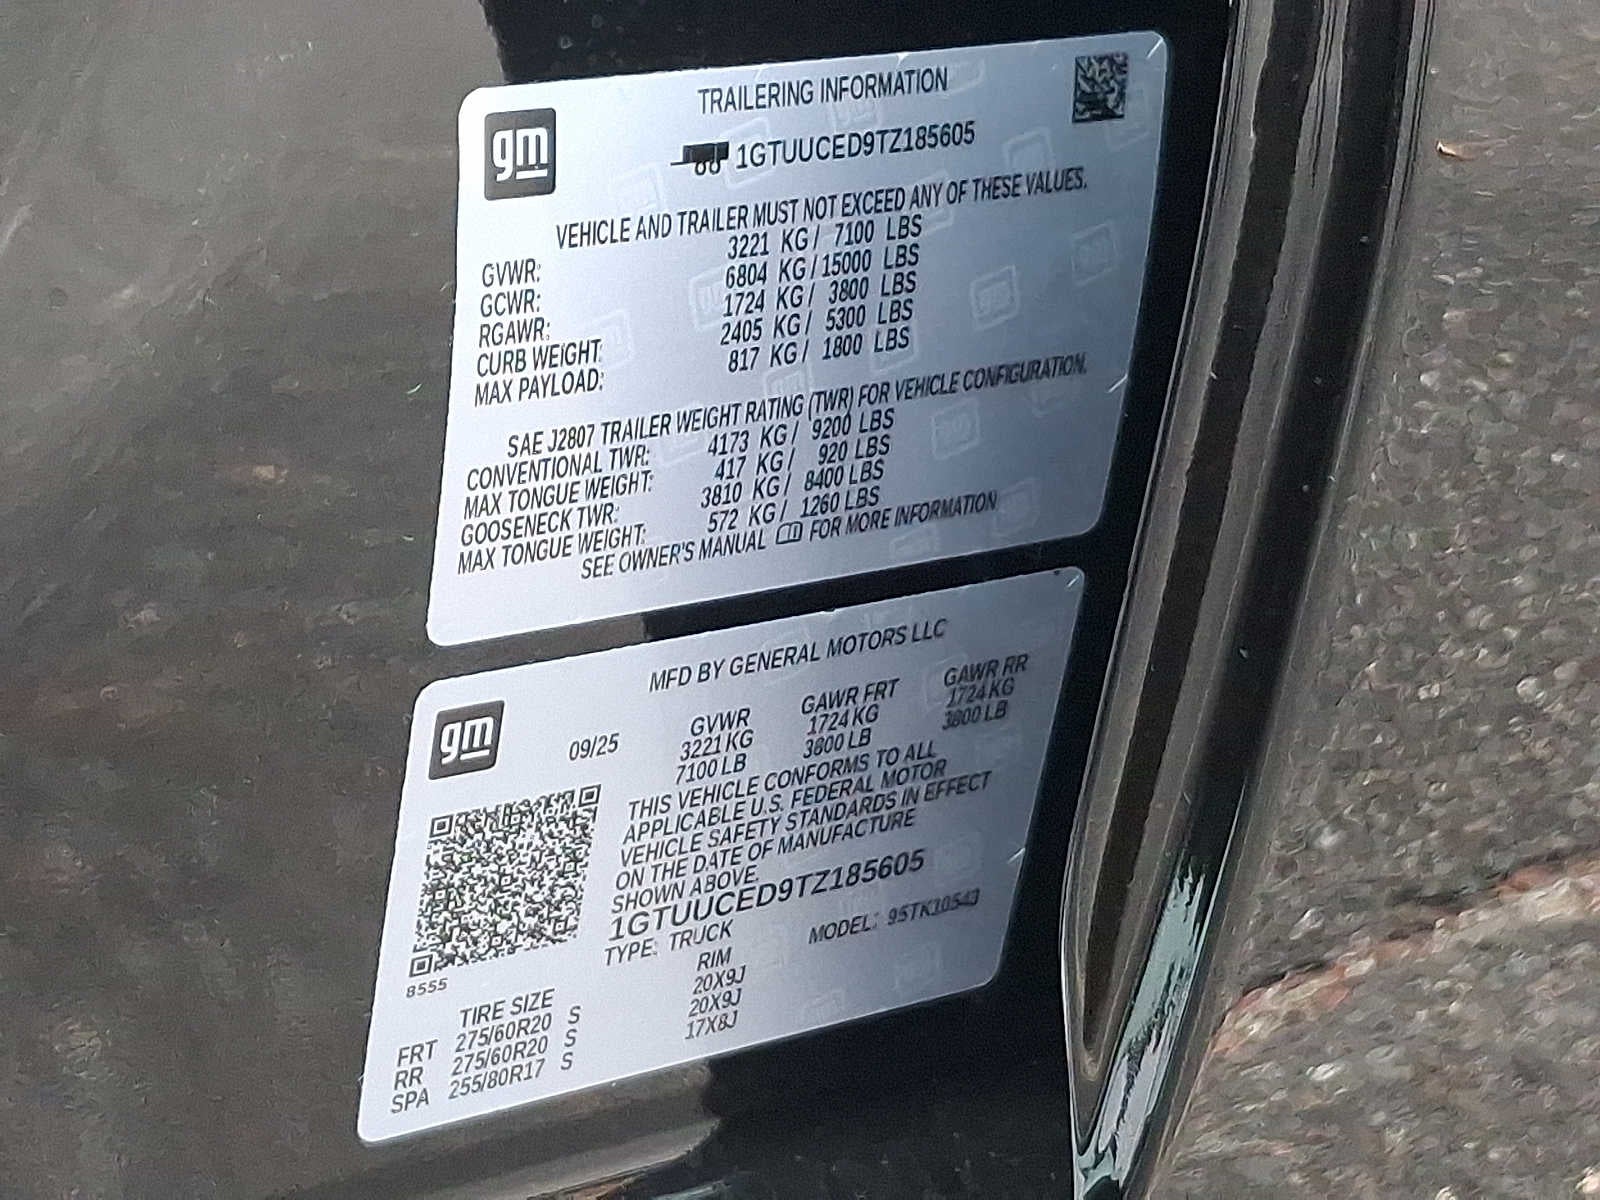 gm
TRAILERING INFORMATION
1GTUUCED9TZ185605
VEHICLE AND TRAILER MUST NOT EXCEED ANY OF THESE VALUES.
GVWR: 3221 KG / 7100 LBS
GCWR: 6804 KG / 15000 LBS
RGAWR: 1724 KG / 3800 LBS
CURB WEIGHT: 2405 KG / 5300 LBS
MAX PAYLOAD: 817 KG / 1800 LBS
SAE J2807 TRAILER WEIGHT RATING (TWR) FOR VEHICLE CONFIGURATION.
CONVENTIONAL TWR: 4173 KG / 9200 LBS
MAX TONGUE WEIGHT: 417 KG / 920 LBS
GOOSENECK TWR: 3810 KG / 8400 LBS
MAX TONGUE WEIGHT: 572 KG / 1260 LBS
SEE OWNER'S MANUAL FOR MORE INFORMATION
gm
MFD BY GENERAL MOTORS LLC
09/25 GVWR GAWR FRT GAWR RR
3221 KG 1724 KG 1724 KG
7100 LB 3800 LB 3800 LB
THIS VEHICLE CONFORMS TO ALL
APPLICABLE U.S. FEDERAL MOTOR
VEHICLE SAFETY STANDARDS IN EFFECT
ON THE DATE OF MANUFACTURE
SHOWN ABOVE.
1GTUUCED9TZ185605
TYPE: TRUCK MODEL: 95TK10543
8555
TIRE SIZE RIM
FRT 275/60R20 S 20X9J
RR 275/60R20 S 20X9J
SPA 255/80R17 S 17X8J